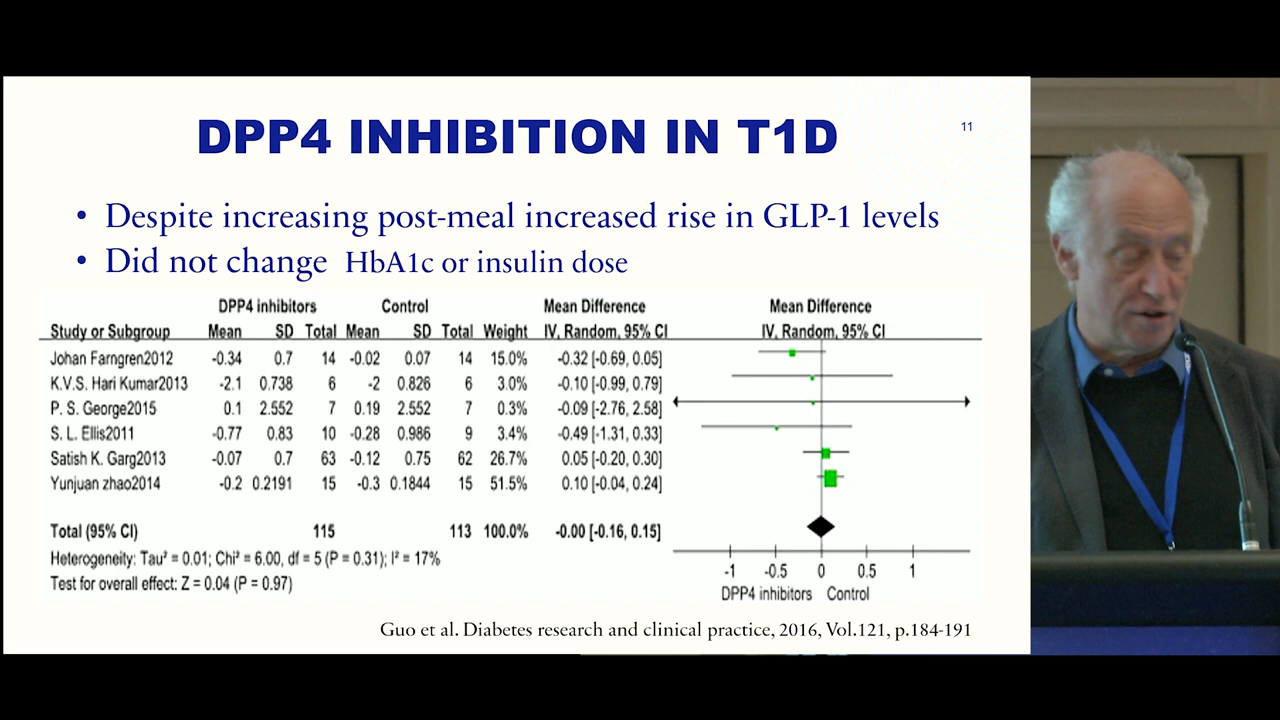 DPP4 INHIBITION IN T1D
11
• Despite increasing post-meal increased rise in GLP-1 levels
• Did not change HbA1c or insulin dose
DPP4 inhibitors Control Mean Difference Mean Difference
Study or Subgroup Mean SD Total Mean SD Total Weight IV, Random, 95% CI IV, Random, 95% CI
Johan Farngren2012 -0.34 0.7 14 -0.02 0.07 14 15.0% -0.32 [-0.69, 0.05]
K.V.S. Hari Kumar2013 -2.1 0.738 6 -2 0.826 6 3.0% -0.10 [-0.99, 0.79]
P. S. George2015 0.1 2.552 7 0.19 2.552 7 0.3% -0.09 [-2.76, 2.58]
S. L. Ellis2011 -0.77 0.83 10 -0.28 0.986 9 3.4% -0.49 [-1.31, 0.33]
Satish K. Garg2013 -0.07 0.7 63 -0.12 0.75 62 26.7% 0.05 [-0.20, 0.30]
Yunjuan zhao2014 -0.2 0.2191 15 -0.3 0.1844 15 51.5% 0.10 [-0.04, 0.24]
Total (95% CI) 115 113 100.0% -0.00 [-0.16, 0.15]
Heterogeneity: Tau² = 0.01; Chi² = 6.00, df = 5 (P = 0.31); I² = 17%
Test for overall effect: Z = 0.04 (P = 0.97)
-1 -0.5 0 0.5 1
DPP4 inhibitors Control
Guo et al. Diabetes research and clinical practice, 2016, Vol.121, p.184-191